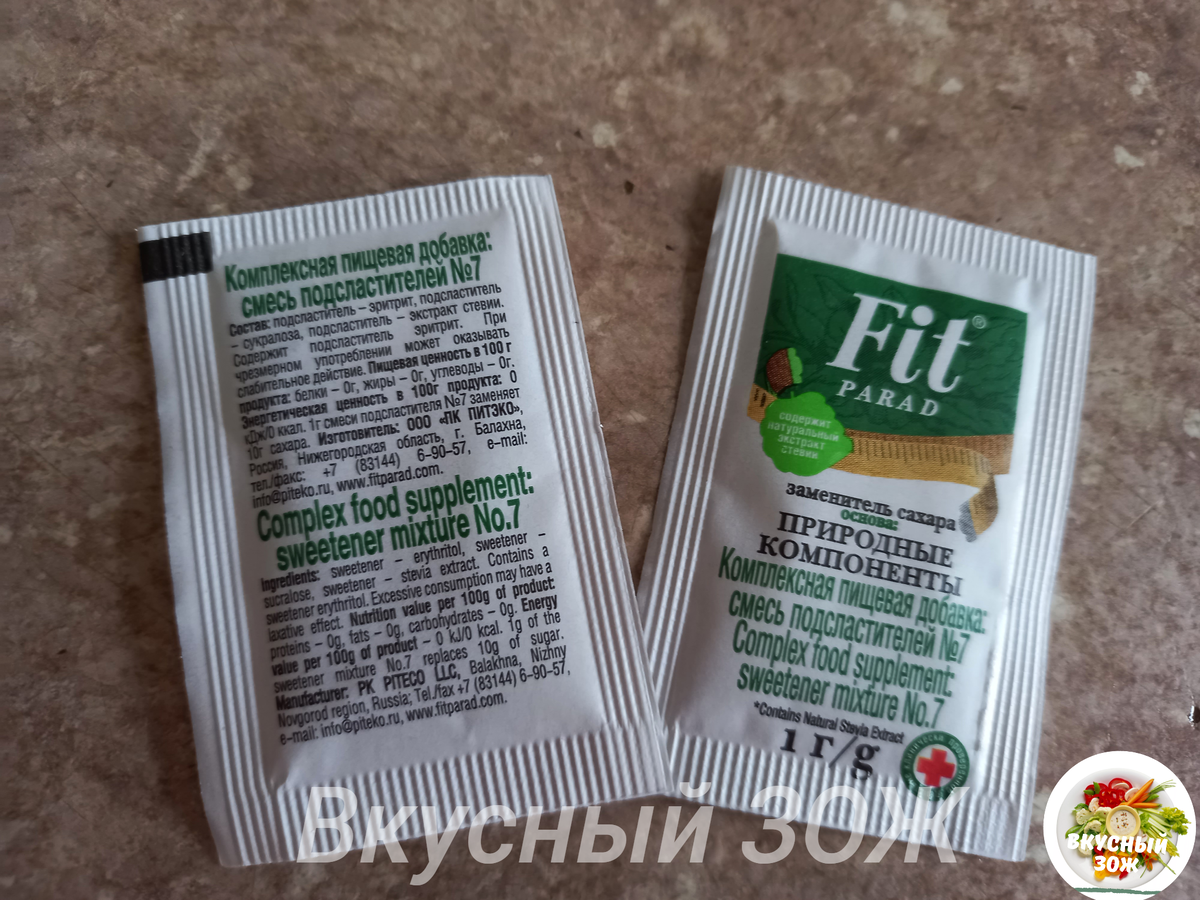 Комплексная пищевая добавка:
смесь подсластителей №7
Состав: подсластитель – эритрит, подсластитель
– сукралоза, подсластитель – экстракт стевии.
Содержит подсластитель эритрит. При
чрезмерном употреблении может оказывать
слабительное действие. Пищевая ценность в 100 г
продукта: белки – 0г, жиры – 0г, углеводы – 0г.
Энергетическая ценность в 100г продукта: 0
кДж/0 ккал. 1г смеси подсластителя №7 заменяет
10г сахара. Изготовитель: ООО «ПК ПИТЭКО»,
Россия, Нижегородская область, г. Балахна,
тел./факс: +7 (83144) 6-90-57, e-mail:
info@piteko.ru, www.fitparad.com.
Complex food supplement:
sweetener mixture No.7
Ingredients: sweetener – erythritol, sweetener –
sucralose, sweetener – stevia extract. Contains a
sweetener erythritol. Excessive consumption may have a
laxative effect. Nutrition value per 100g of product:
proteins – 0g, fats – 0g, carbohydrates – 0g. Energy
value per 100g of product – 0 kJ/0 kcal. 1g of the
sweetener mixture No.7 replaces 10g of sugar.
Manufacturer: PK PITECO LLC, Balakhna, Nizhny
Novgorod region, Russia; Tel./fax +7 (83144) 6-90-57,
e-mail: info@piteko.ru, www.fitparad.com.
Fit®
PARAD
содержит
натуральный
экстракт
стевии
заменитель сахара
основа:
ПРИРОДНЫЕ
КОМПОНЕНТЫ
Комплексная пищевая добавка:
смесь подсластителей №7
Complex food supplement:
sweetener mixture No.7
*Contains Natural Stevia Extract
1 г/g
Вкусный ЗОЖ
ВКУСНЫЙ
ЗОЖ